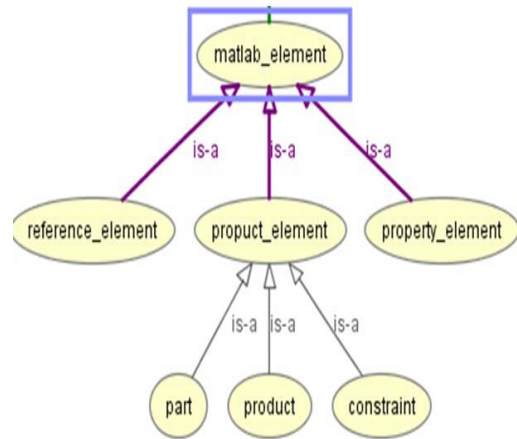 matlab_element
is-a is-a is-a
reference_element propuct_element property_element
is-a is-a is-a
part product constraint